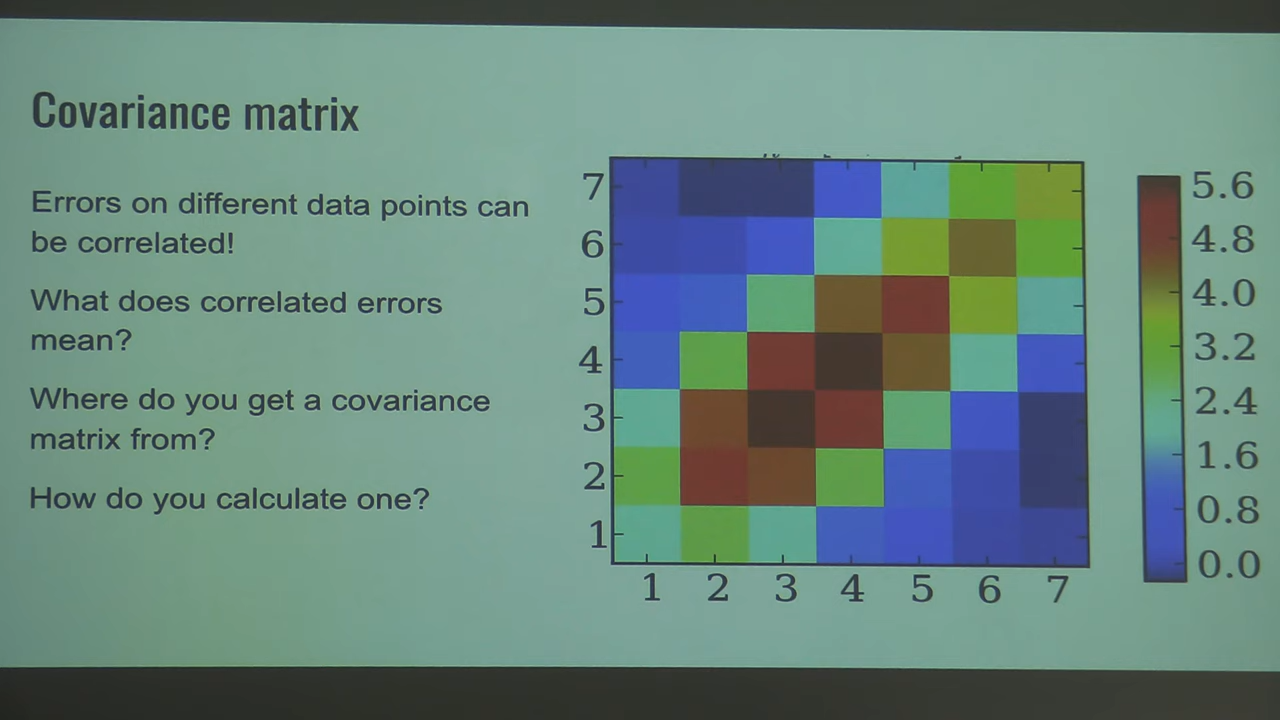 Covariance matrix
Errors on different data points can
be correlated!
What does correlated errors
mean?
Where do you get a covariance
matrix from?
How do you calculate one?
7
6
5
4
3
2
1
1 2 3 4 5 6 7
5.6
4.8
4.0
3.2
2.4
1.6
0.8
0.0